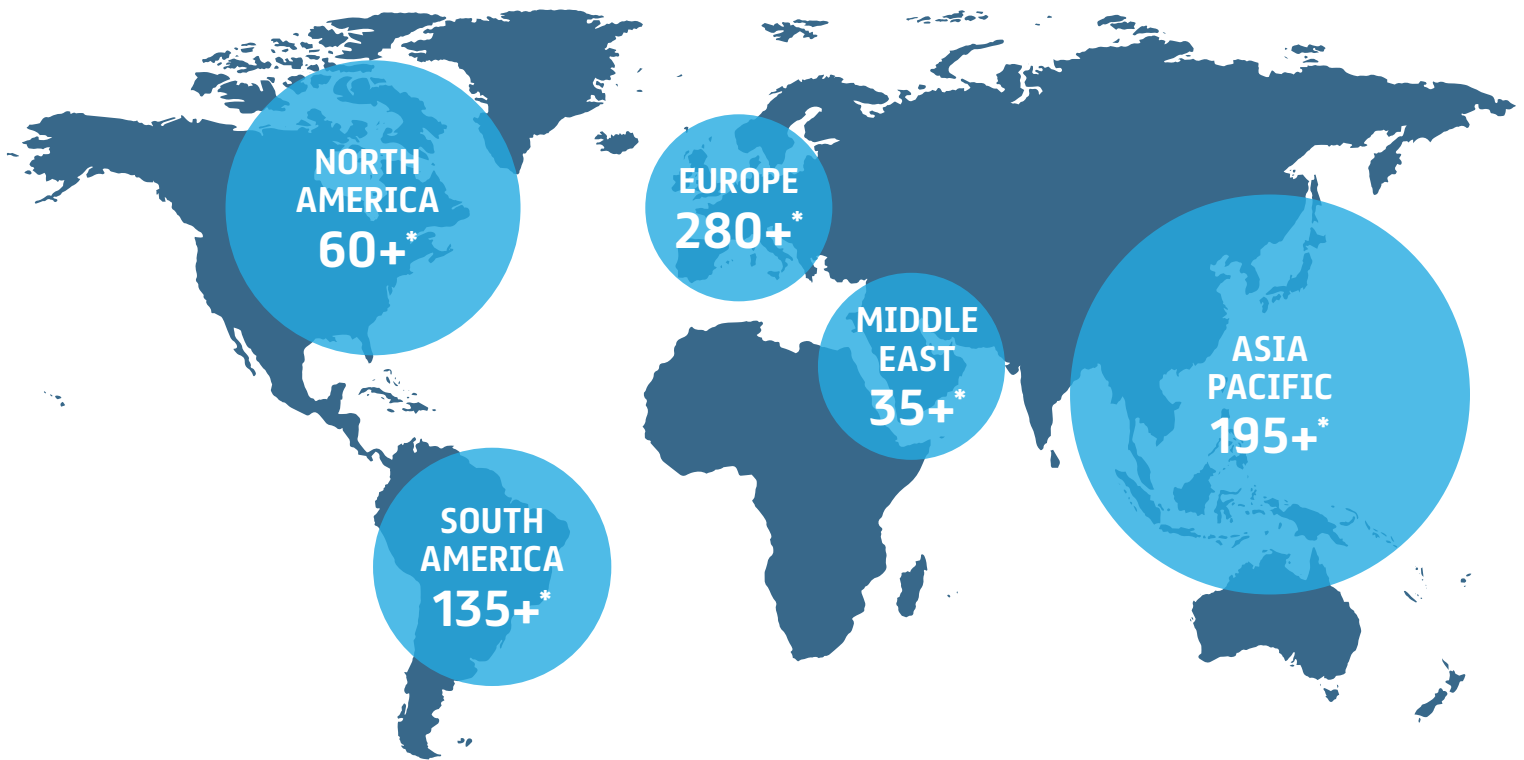 NORTH
AMERICA
60+*
EUROPE
280+*
MIDDLE
EAST
35+*
ASIA
PACIFIC
195+*
SOUTH
AMERICA
135+*